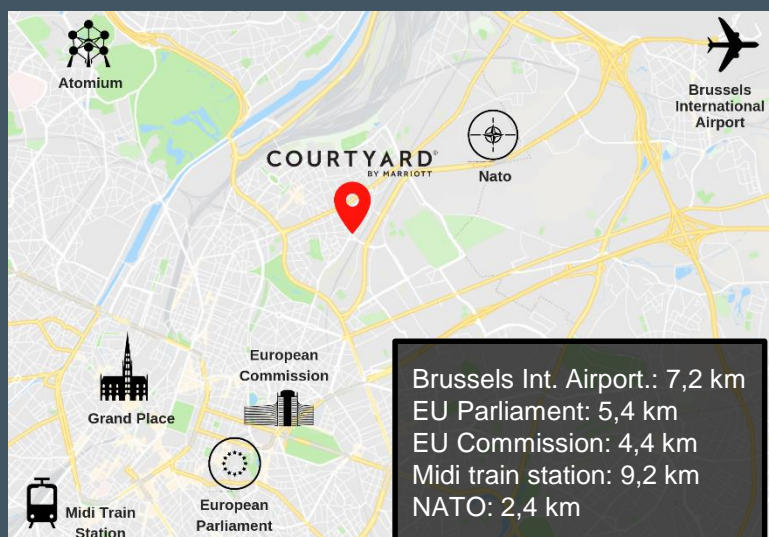 Atomium
Brussels
International
Airport
COURTYARD®
BY MARRIOTT
Nato
European
Commission
Grand Place
Midi Train
Station
European
Parliament
Brussels Int. Airport.: 7,2 km
EU Parliament: 5,4 km
EU Commission: 4,4 km
Midi train station: 9,2 km
NATO: 2,4 km